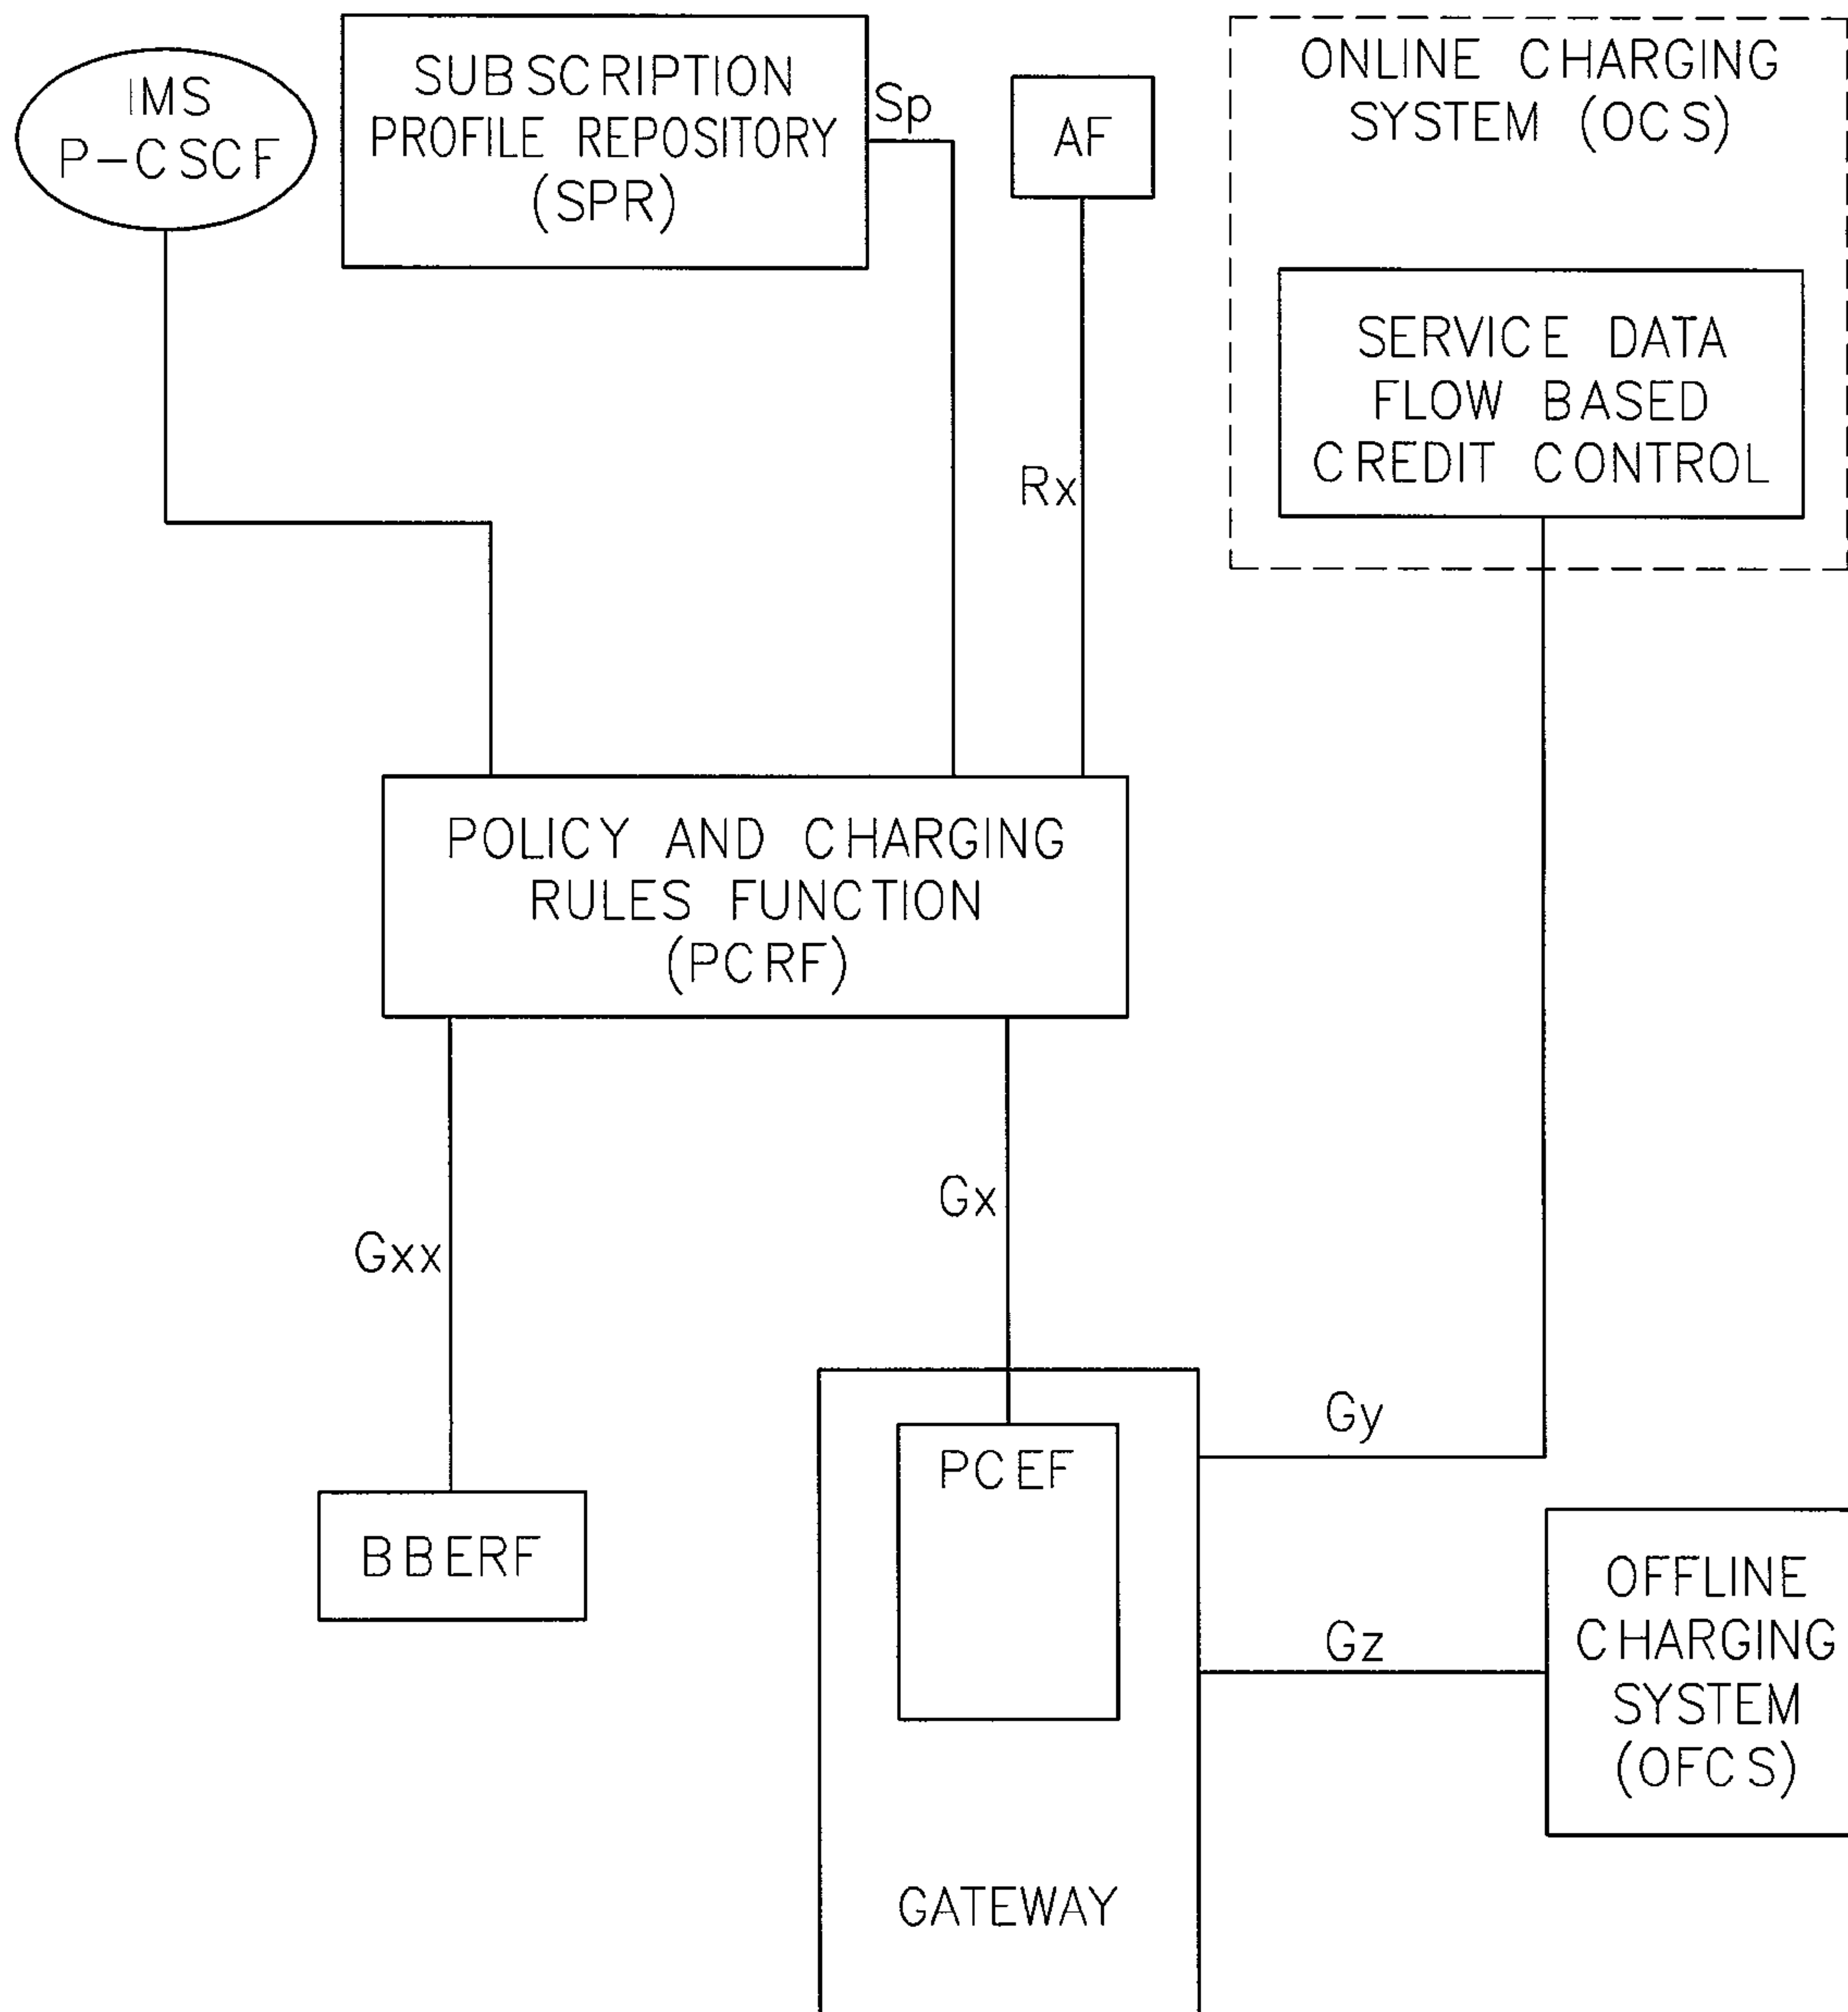 IMS
P-CSCF
SUBSCRIPTION
PROFILE REPOSITORY
(SPR)
Sp
AF
ONLINE CHARGING
SYSTEM (OCS)
SERVICE DATA
FLOW BASED
CREDIT CONTROL
Rx
POLICY AND CHARGING
RULES FUNCTION
(PCRF)
Gxx
Gx
Gy
PCEF
BBERF
Gz
OFFLINE
CHARGING
SYSTEM
(OFCS)
GATEWAY